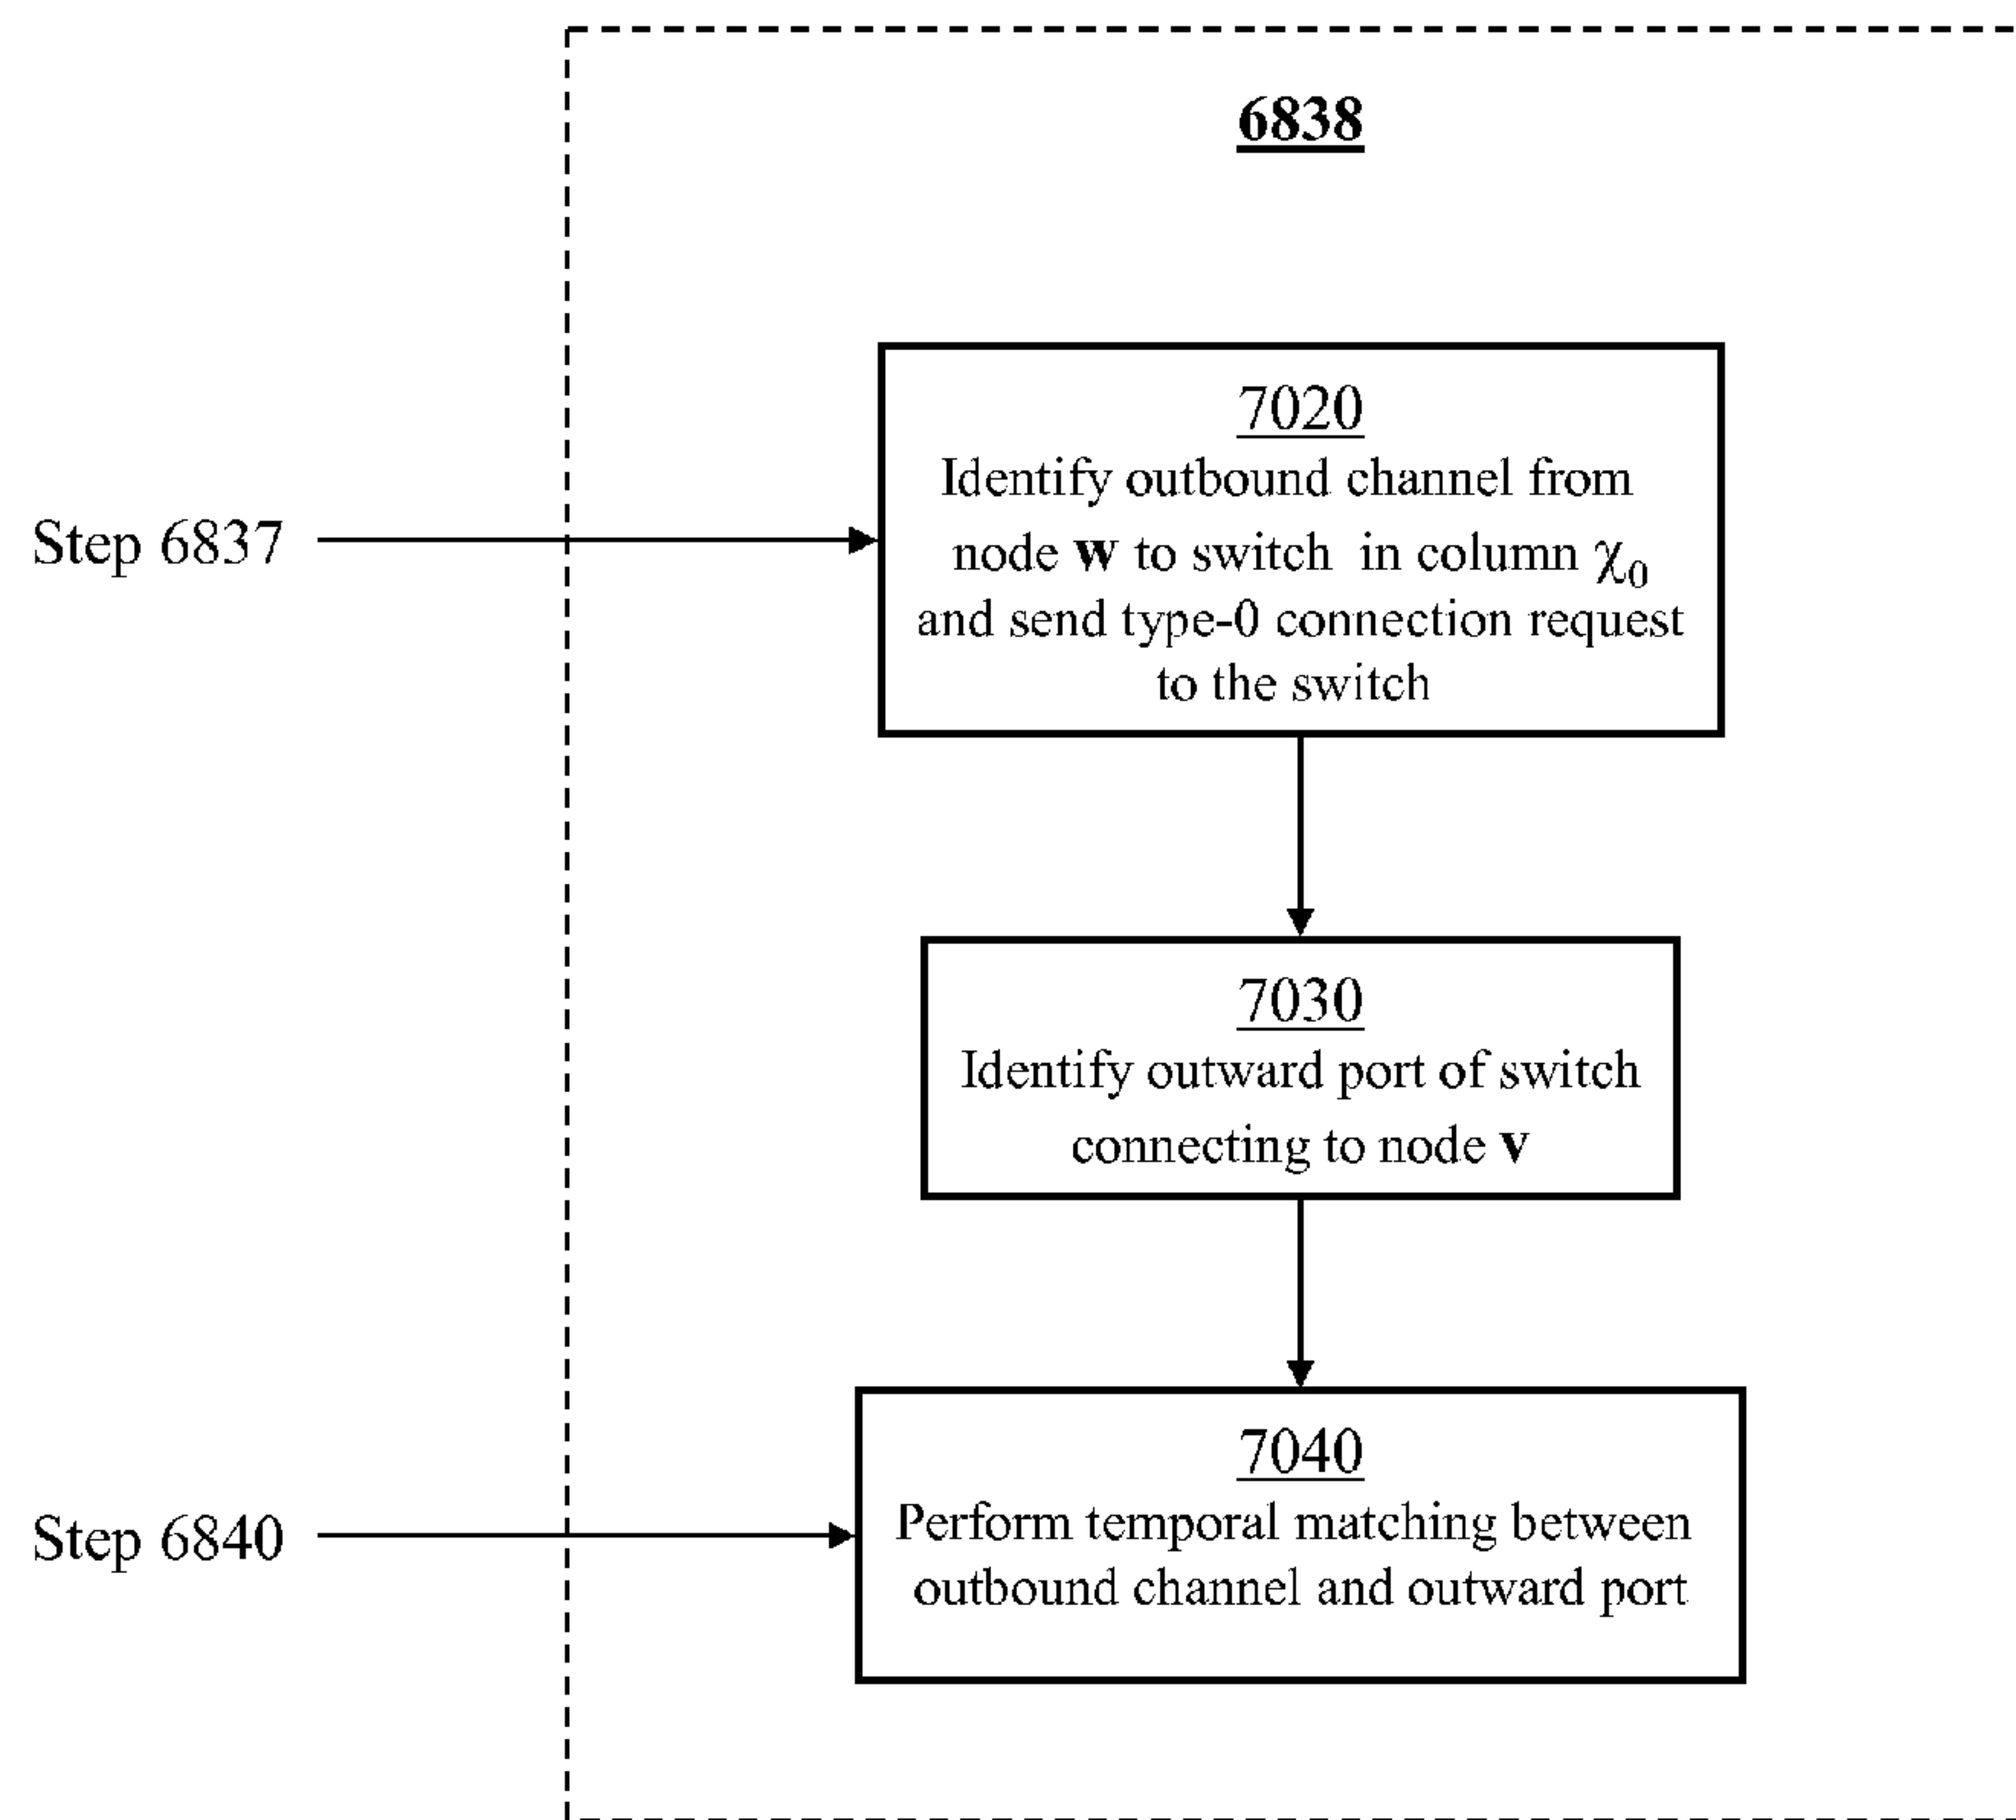 6838
7020
Identify outbound channel from
Step 6837
node w to switch in column χ₀
and send type-0 connection request
to the switch
7030
Identify outward port of switch
connecting to node v
7040
Perform temporal matching between
Step 6840
outbound channel and outward port